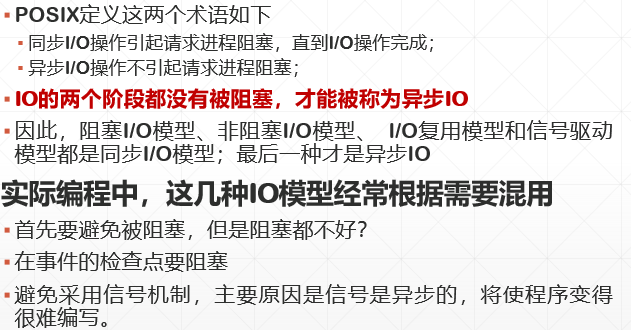 ▪POSIX定义这两个术语如下
▪同步I/O操作引起请求进程阻塞，直到I/O操作完成；
▪异步I/O操作不引起请求进程阻塞；
▪IO的两个阶段都没有被阻塞，才能被称为异步IO
▪因此，阻塞I/O模型、非阻塞I/O模型、 I/O复用模型和信号驱动
模型都是同步I/O模型；最后一种才是异步IO
实际编程中，这几种IO模型经常根据需要混用
▪首先要避免被阻塞，但是阻塞都不好？
▪在事件的检查点要阻塞
▪避免采用信号机制，主要原因是信号是异步的，将使程序变得
很难编写。